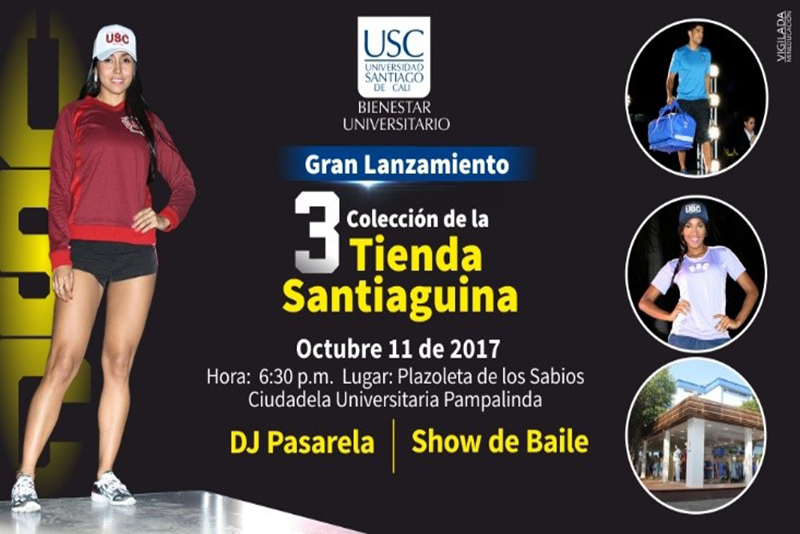 USC
USC
UNIVERSIDAD
SANTIAGO
DE CALI
BIENESTAR
UNIVERSITARIO
VIGILADA
MINEDUCACIÓN
Gran Lanzamiento
3 Colección de la
Tienda
Santiaguina
Octubre 11 de 2017
Hora: 6:30 p.m. Lugar: Plazoleta de los Sabios
Ciudadela Universitaria Pampalinda
DJ Pasarela | Show de Baile
USC
USC